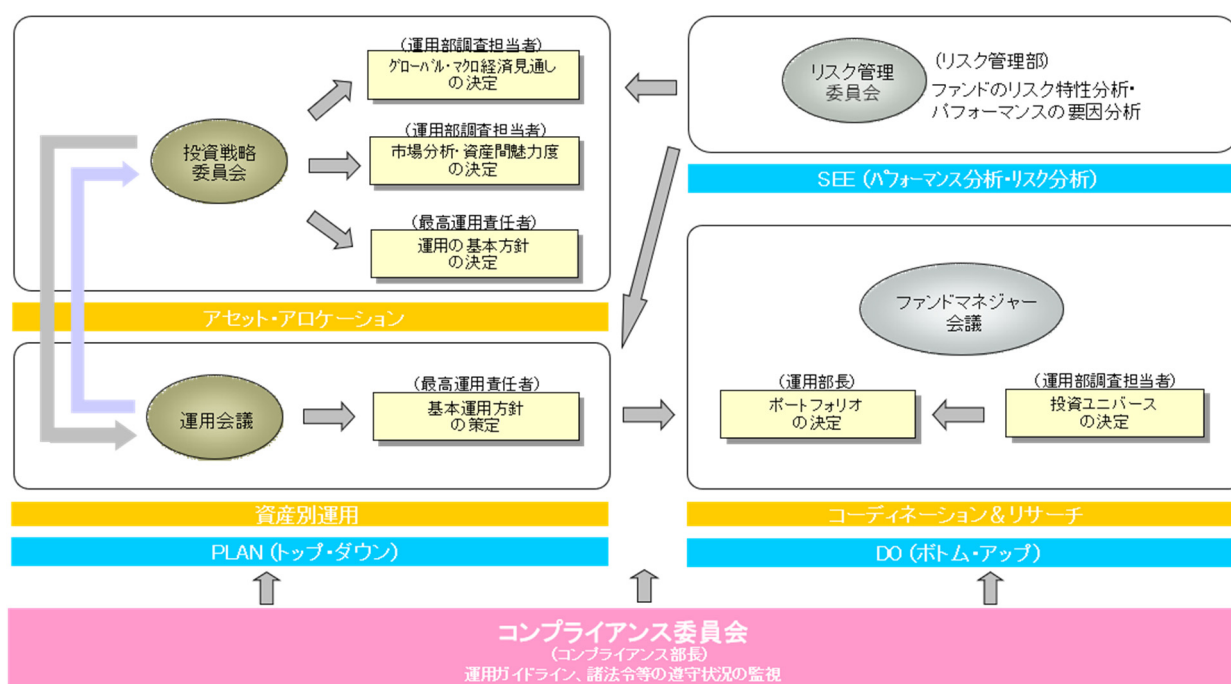 (運用部調査担当者)
グローバル・マクロ経済見通し
の決定
投資戦略
委員会
(運用部調査担当者)
市場分析・資産間魅力度
の決定
(最高運用責任者)
運用の基本方針
の決定
アセット・アロケーション
リスク管理
委員会
(リスク管理部)
ファンドのリスク特性分析・
パフォーマンスの要因分析
SEE (パフォーマンス分析・リスク分析)
運用会議
(最高運用責任者)
基本運用方針
の策定
資産別運用
PLAN (トップ・ダウン)
ファンドマネジャー
会議
(運用部長)
ポートフォリオ
の決定
(運用部調査担当者)
投資ユニバース
の決定
コーディネーション&リサーチ
DO (ボトム・アップ)
コンプライアンス委員会
(コンプライアンス部長)
運用ガイドライン、諸法令等の遵守状況の監視